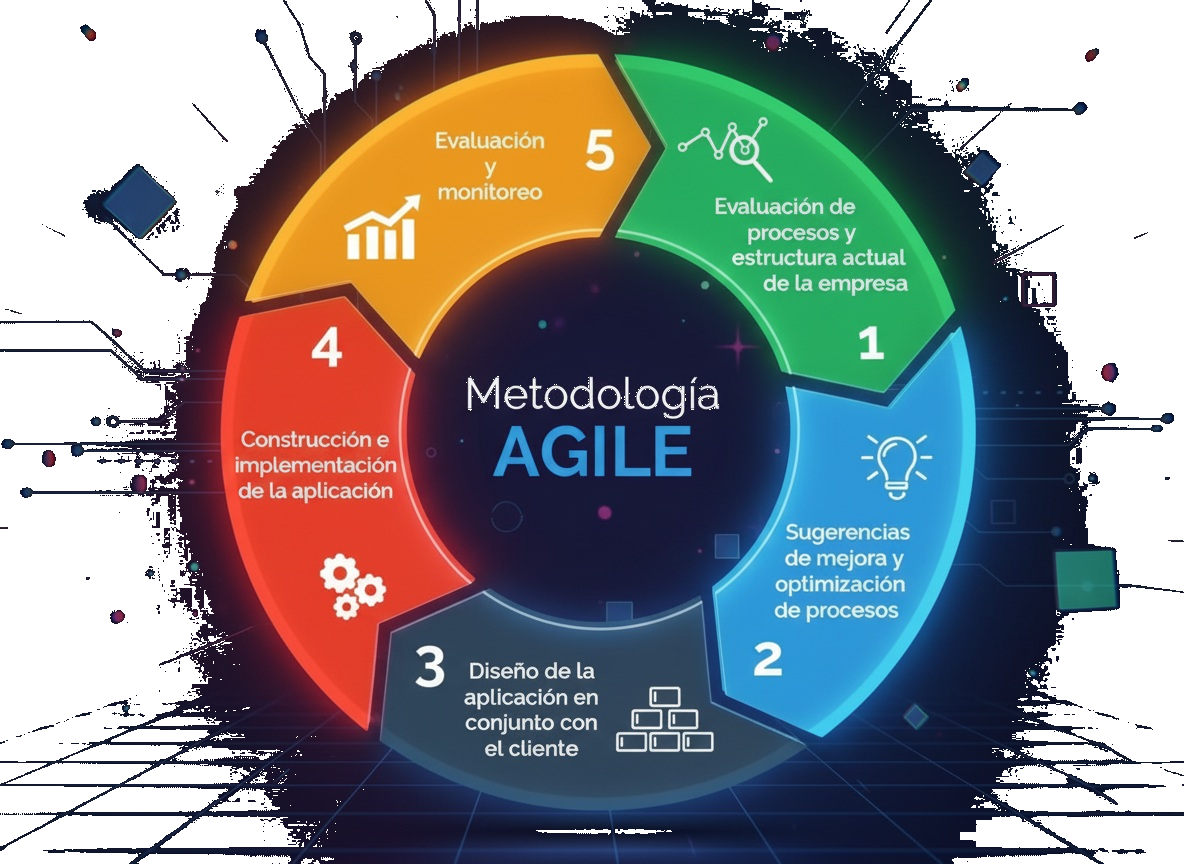 Metodología
AGILE
Evaluación de
procesos y
estructura actual
de la empresa
1
Sugerencias
de mejora y
optimización
de procesos
2
3
Diseño de la
aplicación en
conjunto con
el cliente
4
Construcción e
implementación
de la aplicación
Evaluación
y
monitoreo
5